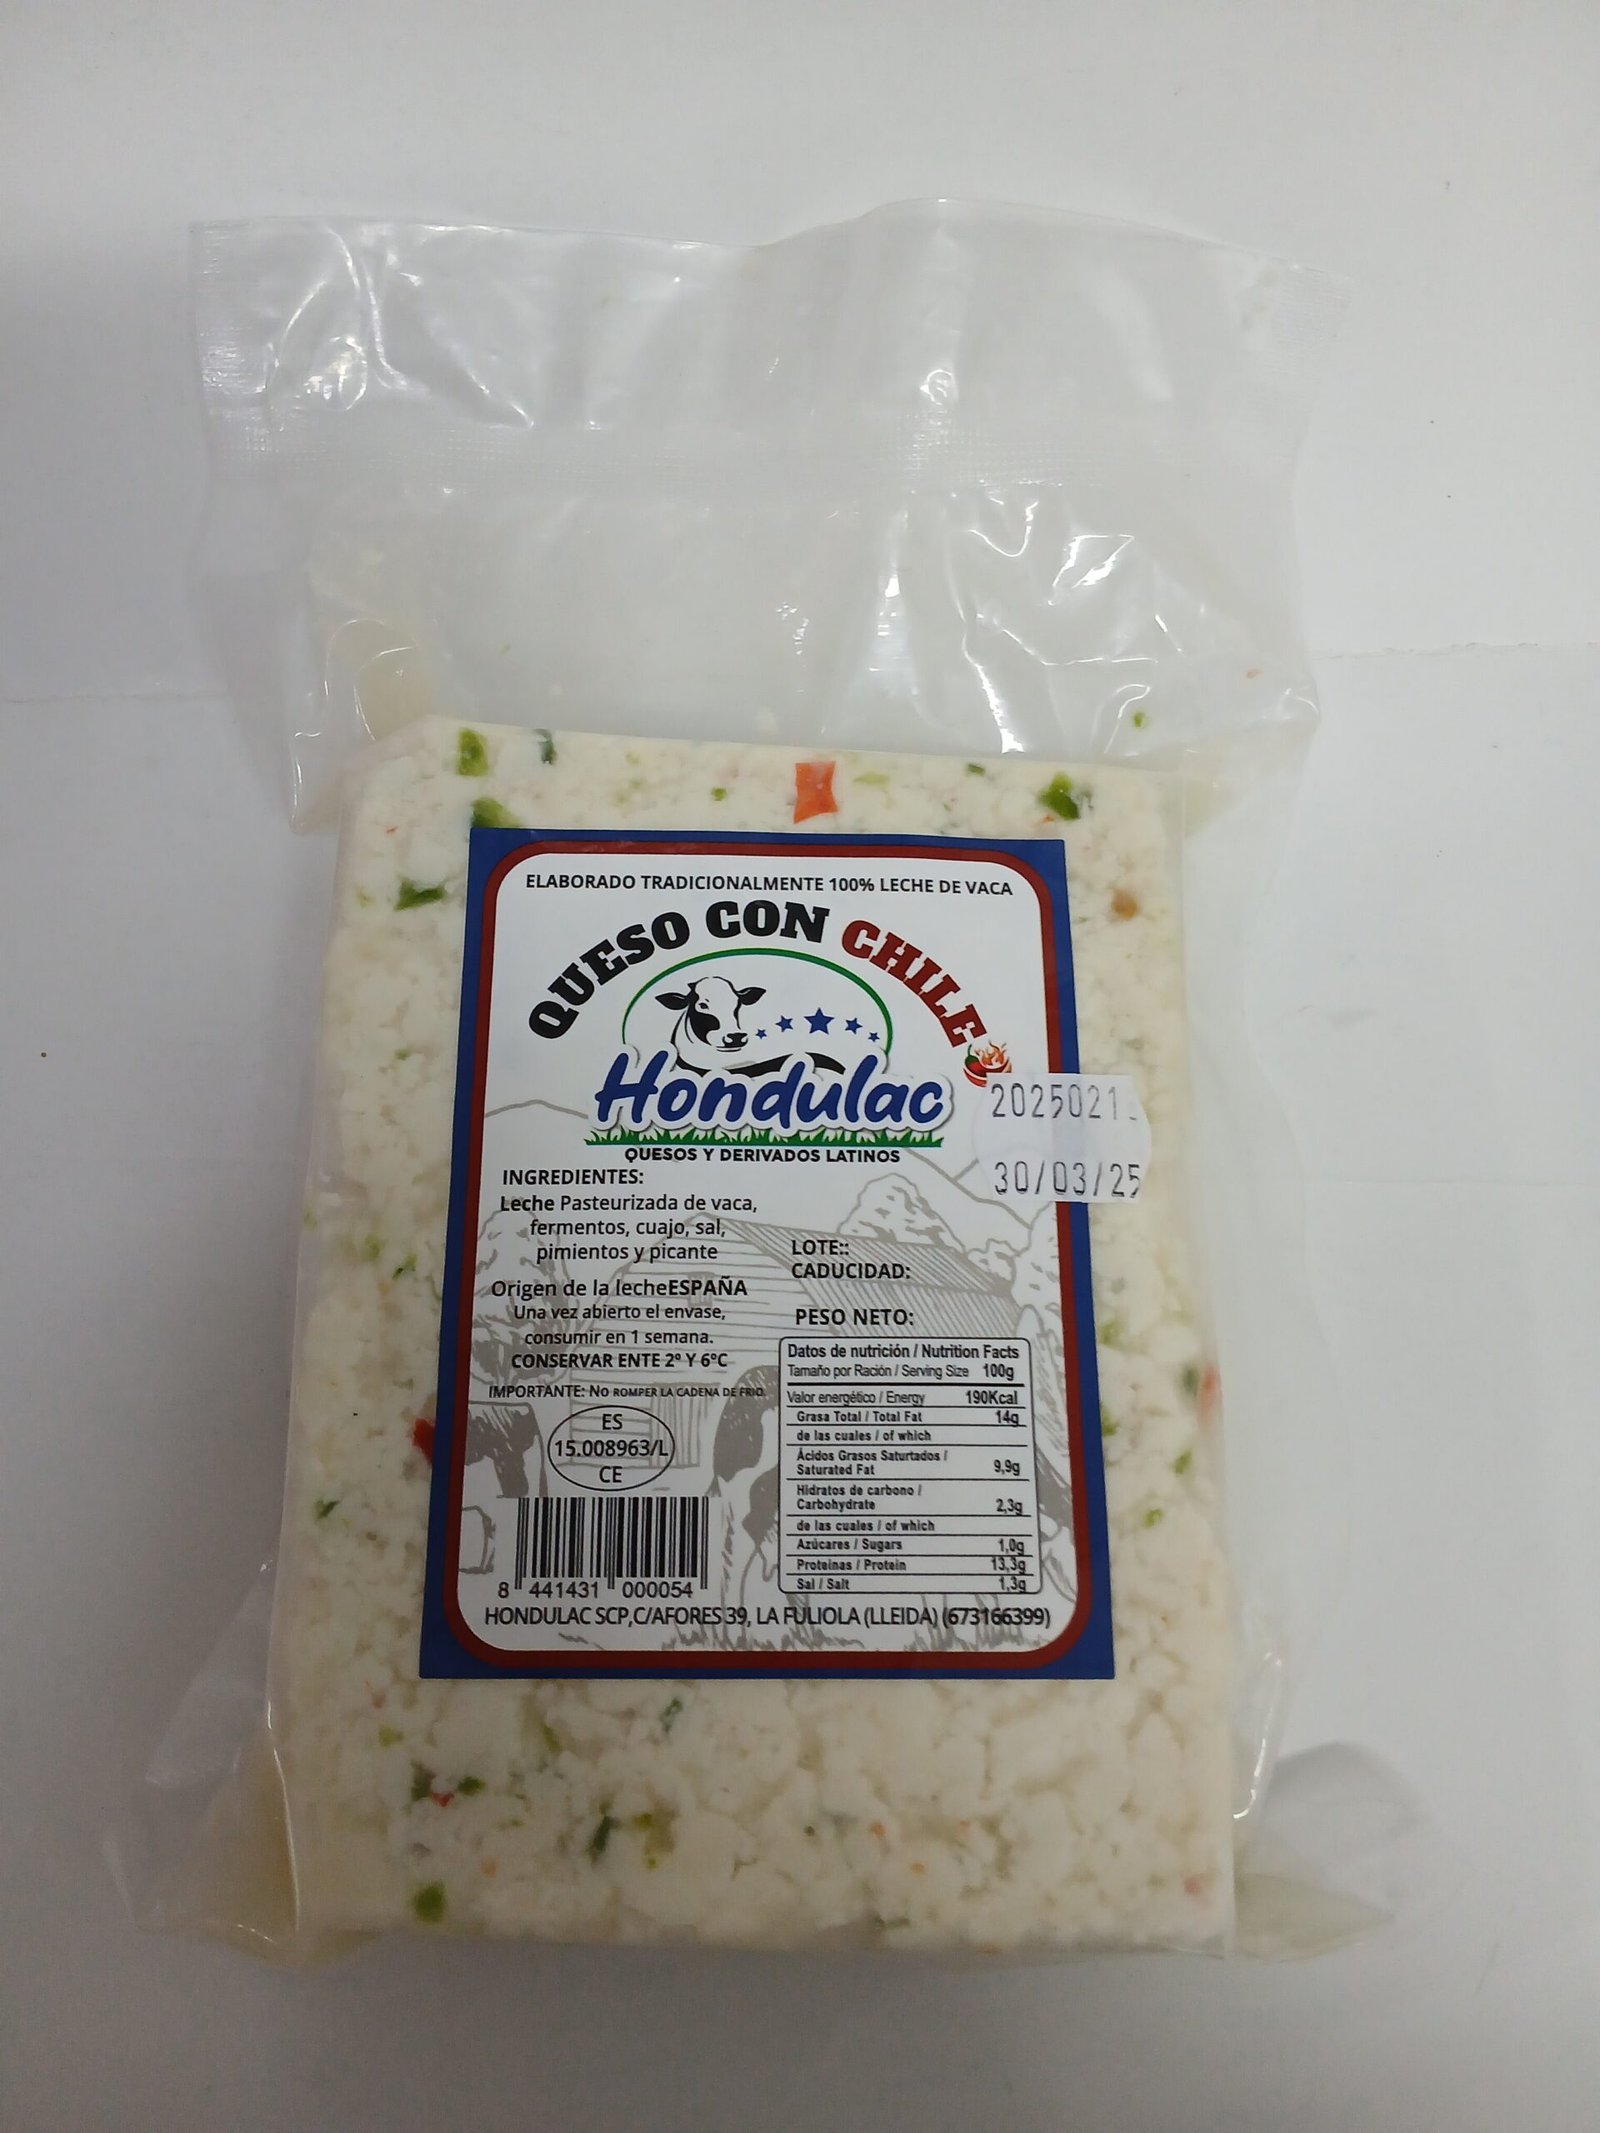 ELABORADO TRADICIONALMENTE 100% LECHE DE VACA
QUESO CON CHILE
Hondulac
QUESOS Y DERIVADOS LATINOS
20250213
30/03/25
INGREDIENTES:
Leche Pasteurizada de vaca,
fermentos, cuajo, sal,
pimientos y picante
Origen de la lecheESPAÑA
Una vez abierto el envase,
consumir en 1 semana.
CONSERVAR ENTE 2º Y 6ºC
IMPORTANTE: No ROMPER LA CADENA DE FRIO.
ES
15.008963/L
CE
8 441431 000054
LOTE::
CADUCIDAD:
PESO NETO:
Datos de nutrición / Nutrition Facts
Tamaño por Ración / Serving Size 100g
Valor energético / Energy 190Kcal
Grasa Total / Total Fat 14g
de las cuales / of which
Ácidos Grasos Saturtados /
Saturated Fat 9,9g
Hidratos de carbono /
Carbohydrate 2,3g
de las cuales / of which
Azúcares / Sugars 1,0g
Proteinas / Protein 13,3g
Sal / Salt 1,3g
HONDULAC SCP,C/AFORES 39, LA FULIOLA (LLEIDA) (673166399)